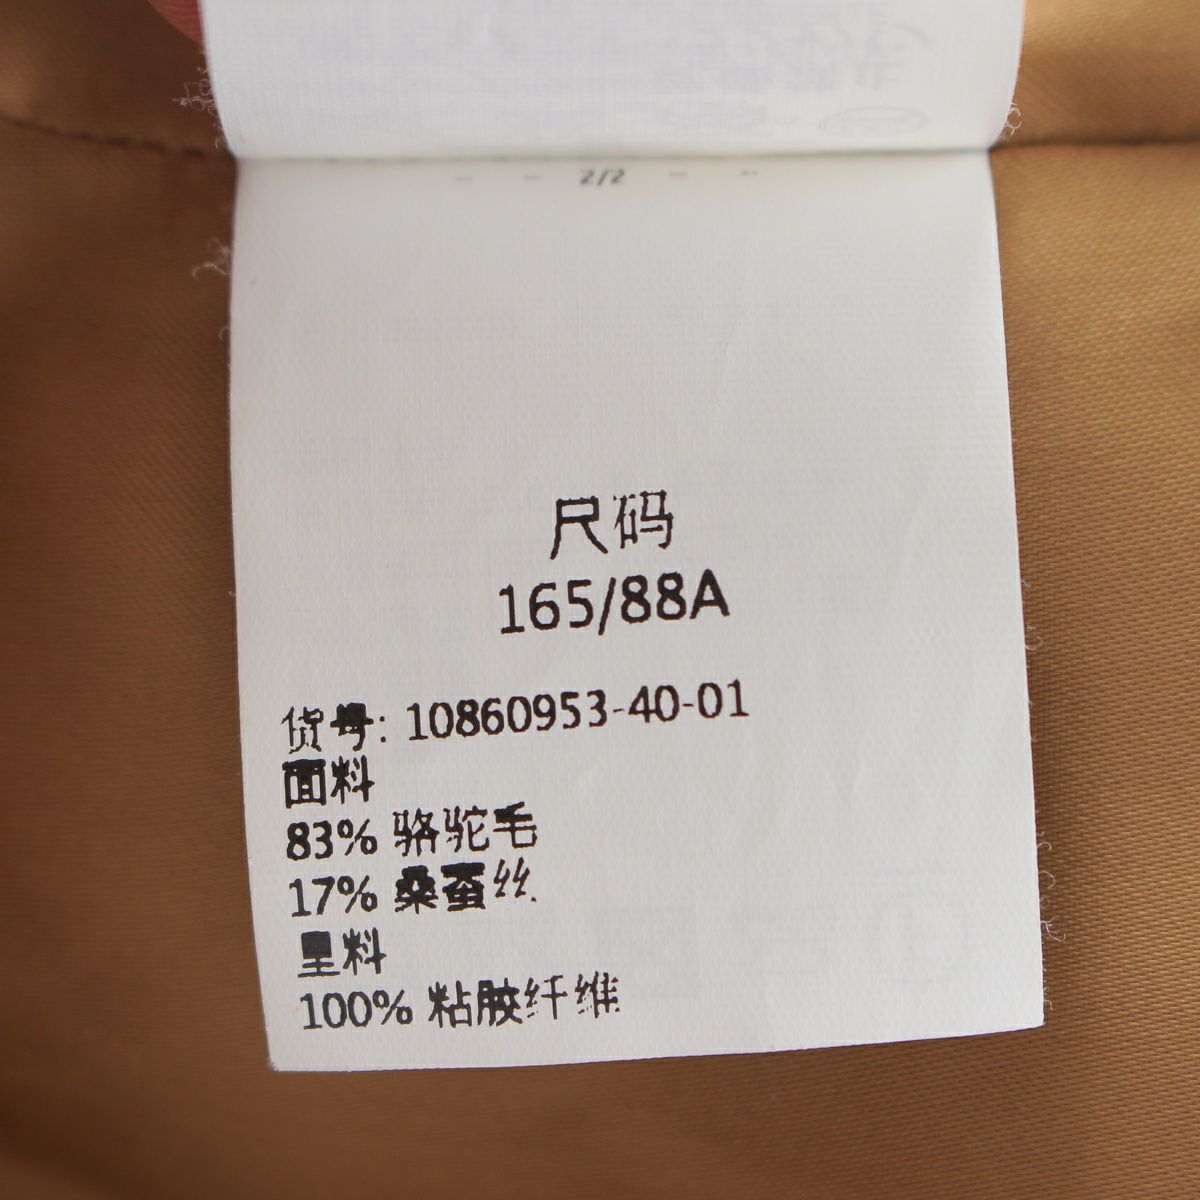 - - 2/2 - -
尺码
165/88A
货号: 10860953-40-01
面料
83% 骆驼毛
17% 桑蚕丝
里料
100% 粘胶纤维